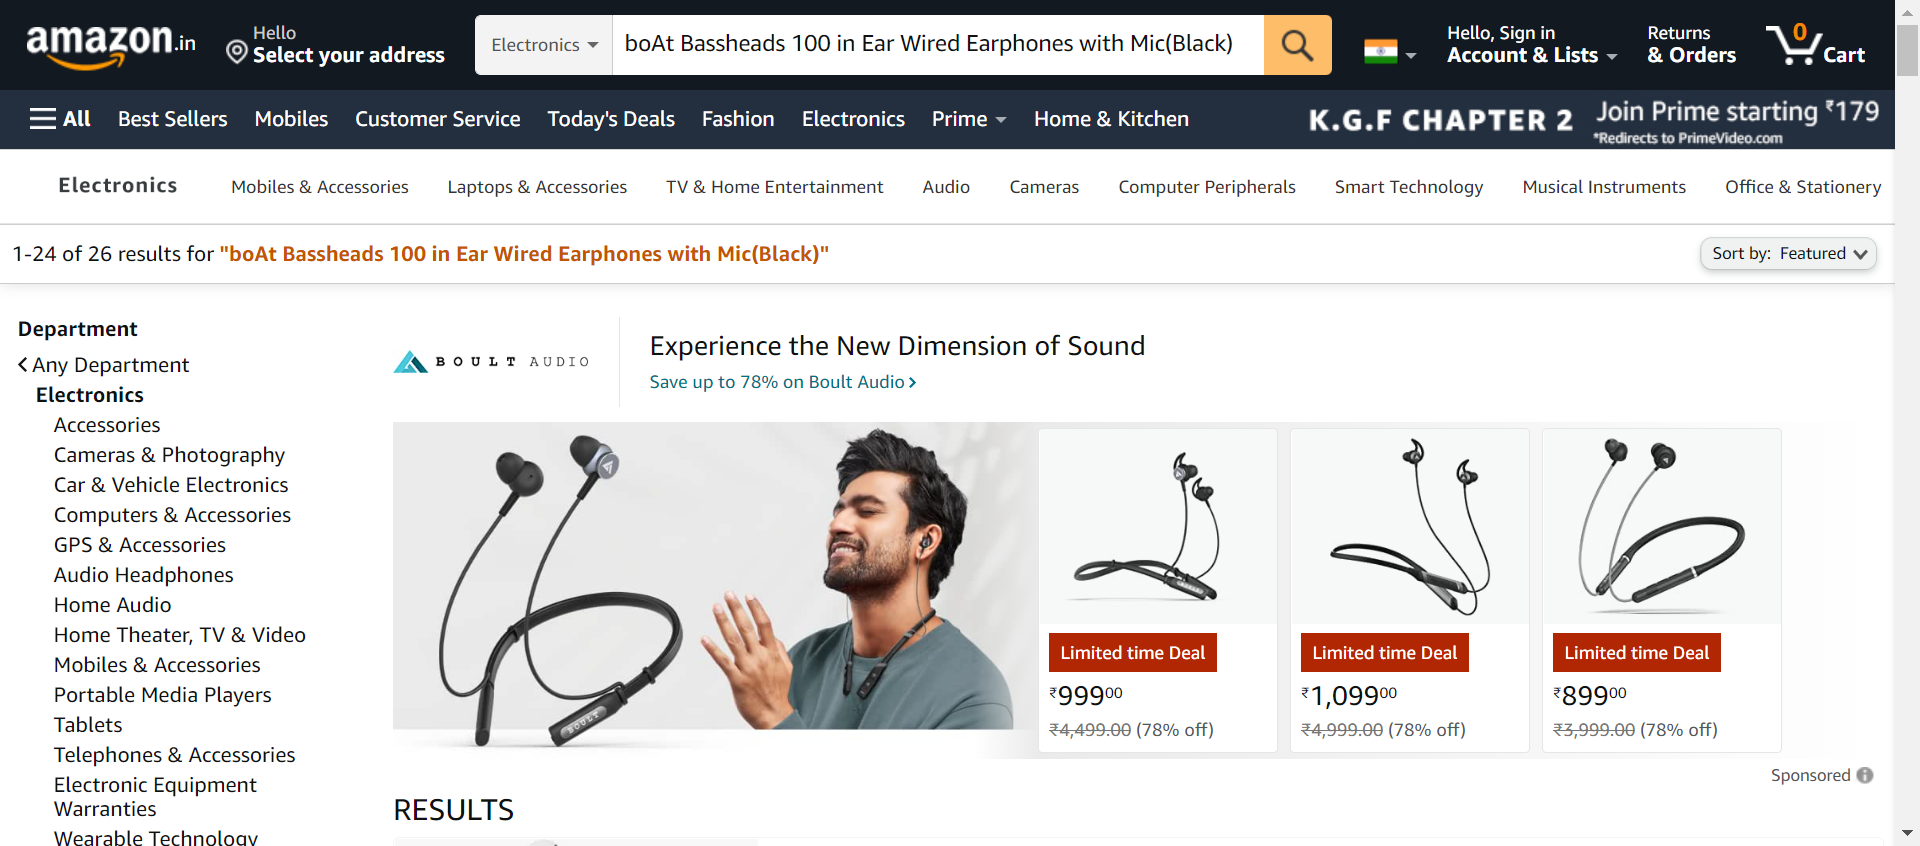 amazon.in
Hello
Select your address
Electronics
boAt Bassheads 100 in Ear Wired Earphones with Mic(Black)
Hello, Sign in
Account & Lists
Returns
& Orders
0
Cart
All
Best Sellers
Mobiles
Customer Service
Today's Deals
Fashion
Electronics
Prime
Home & Kitchen
K.G.F CHAPTER 2
Join Prime starting ₹179
*Redirects to PrimeVideo.com
Electronics
Mobiles & Accessories
Laptops & Accessories
TV & Home Entertainment
Audio
Cameras
Computer Peripherals
Smart Technology
Musical Instruments
Office & Stationery
1-24 of 26 results for "boAt Bassheads 100 in Ear Wired Earphones with Mic(Black)"
Sort by: Featured
Department
Any Department
Electronics
Accessories
Cameras & Photography
Car & Vehicle Electronics
Computers & Accessories
GPS & Accessories
Audio Headphones
Home Audio
Home Theater, TV & Video
Mobiles & Accessories
Portable Media Players
Tablets
Telephones & Accessories
Electronic Equipment
Warranties
Wearable Technology
BOULT AUDIO
Experience the New Dimension of Sound
Save up to 78% on Boult Audio
BOULT
Limited time Deal
₹99900
₹4,499.00 (78% off)
Limited time Deal
₹1,09900
₹4,999.00 (78% off)
Limited time Deal
₹89900
₹3,999.00 (78% off)
Sponsored
RESULTS